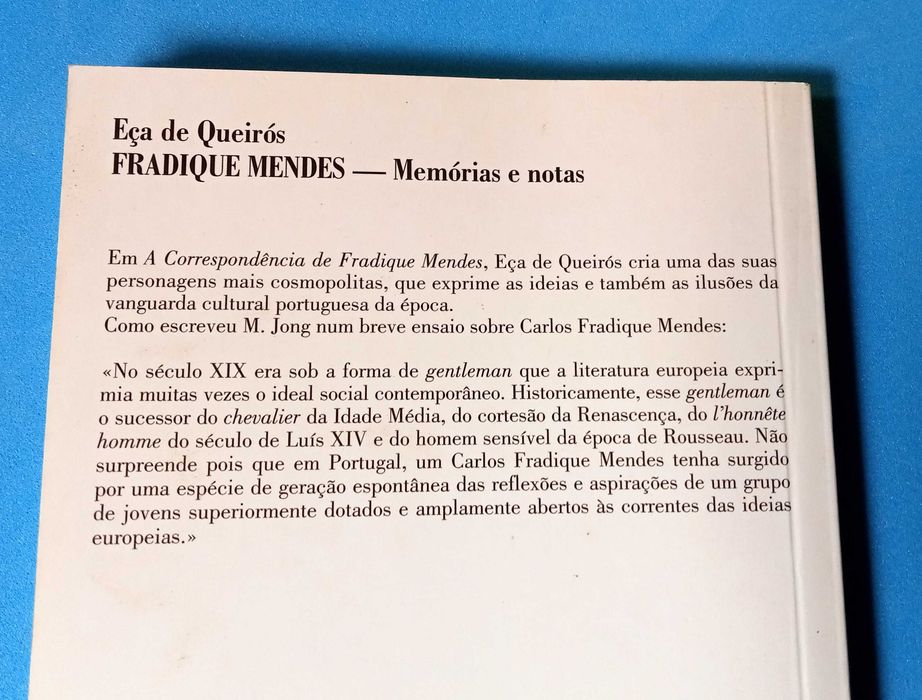 Eça de Queirós
FRADIQUE MENDES — Memórias e notas
Em A Correspondência de Fradique Mendes, Eça de Queirós cria uma das suas
personagens mais cosmopolitas, que exprime as ideias e também as ilusões da
vanguarda cultural portuguesa da época.
Como escreveu M. Jong num breve ensaio sobre Carlos Fradique Mendes:
«No século XIX era sob a forma de gentleman que a literatura europeia expri-
mia muitas vezes o ideal social contemporâneo. Historicamente, esse gentleman é
o sucessor do chevalier da Idade Média, do cortesão da Renascença, do l'honnête
homme do século de Luís XIV e do homem sensível da época de Rousseau. Não
surpreende pois que em Portugal, um Carlos Fradique Mendes tenha surgido
por uma espécie de geração espontânea das reflexões e aspirações de um grupo
de jovens superiormente dotados e amplamente abertos às correntes das ideias
europeias.»